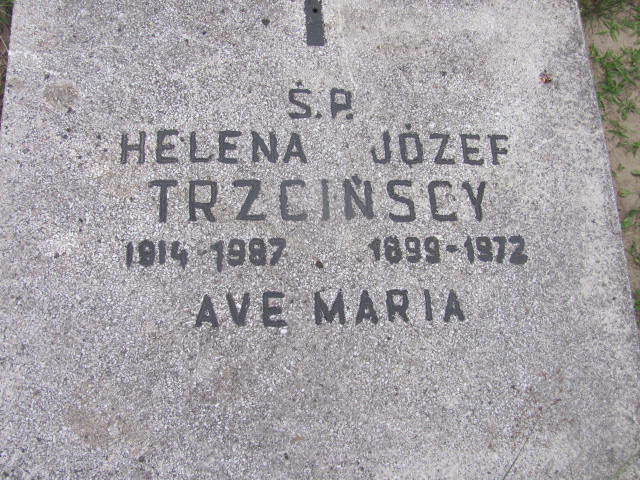 Ś.P.
HELENA JÓZEF
TRZCIŃSCY
1914-1987 1899-1972
AVE MARIA